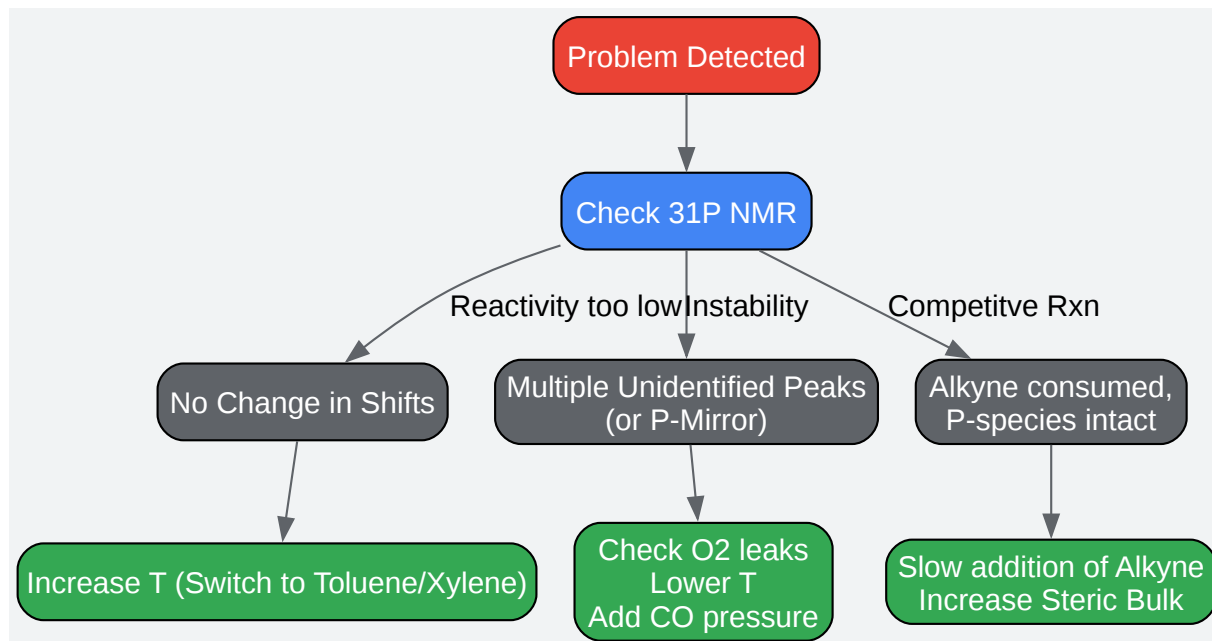 Problem Detected
Check 31P NMR
Reactivity too low
Instability
Competitve Rxn
No Change in Shifts
Multiple Unidentified Peaks
(or P-Mirror)
Alkyne consumed,
P-species intact
Increase T (Switch to Toluene/Xylene)
Check O2 leaks
Lower T
Add CO pressure
Slow addition of Alkyne
Increase Steric Bulk